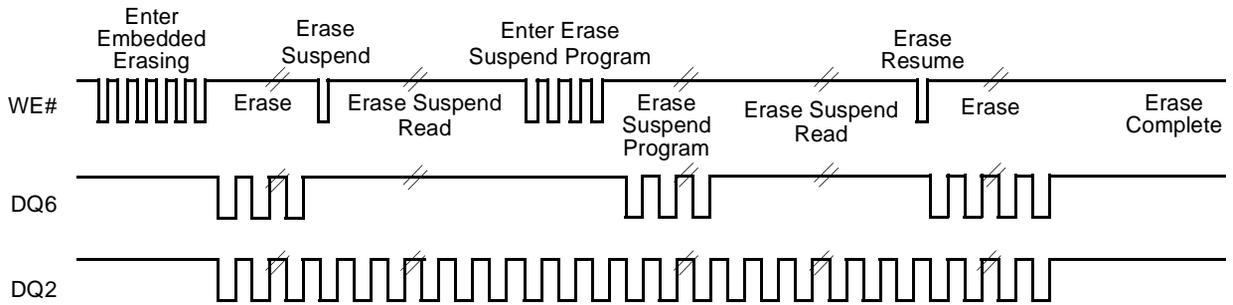 Enter
Embedded
Erasing
Erase
Suspend
Enter Erase
Suspend Program
Erase
Resume
WE#
Erase
Erase Suspend
Read
Erase
Suspend
Program
Erase Suspend
Read
Erase
Erase
Complete
DQ6
DQ2